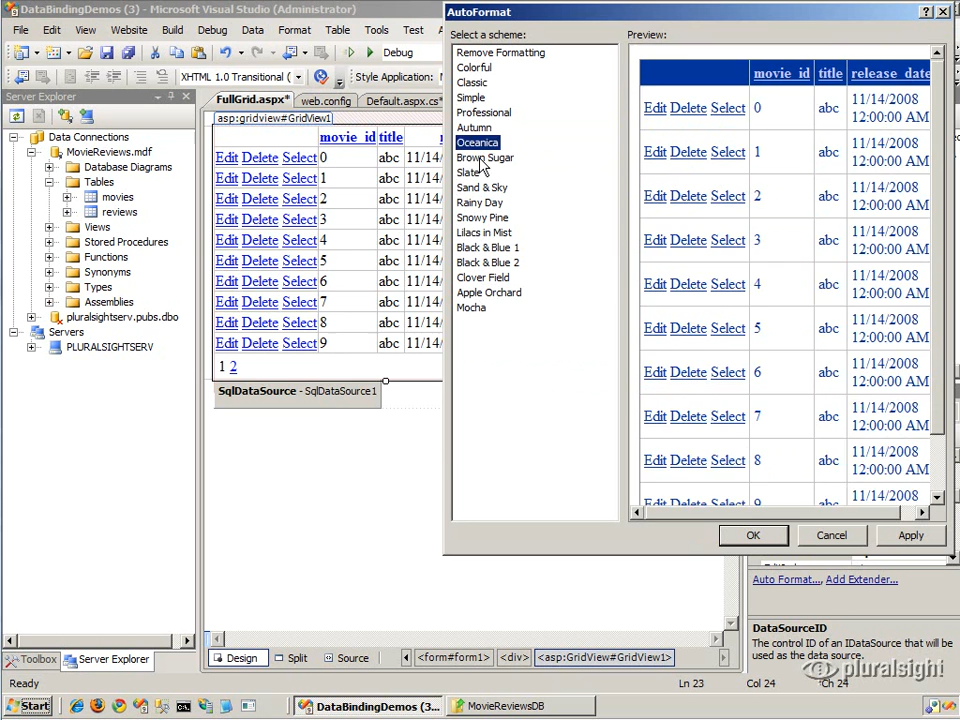 DataBindingDemos (3) - Microsoft
(Administrator)
File Edit View Website Build Debug Data Format Table Tools Test
Debug
XHTML 1.0 Transitional (
Style Application:
Server Explorer
Data Connections
MovieReviews.mdf
Database Diagrams
Tables
movies
reviews
Views
Stored Procedures
Functions
Synonyms
Types
Assemblies
pluralsightserv.pubs.dbo
Servers
PLURALSIGHTSERV
Toolbox
Server Explorer
FullGrid.aspx*
web.config
Default.aspx.cs*
asp:gridview#GridView1
movie_id title
Edit Delete Select 0 abc 11/14/
Edit Delete Select 1 abc 11/14/
Edit Delete Select 2 abc 11/14/
Edit Delete Select 3 abc 11/14/
Edit Delete Select 4 abc 11/14/
Edit Delete Select 5 abc 11/14/
Edit Delete Select 6 abc 11/14/
Edit Delete Select 7 abc 11/14/
Edit Delete Select 8 abc 11/14/
Edit Delete Select 9 abc 11/14/
1 2
SqlDataSource - SqlDataSource1
Design Split Source
<form#form1> <div> <asp:GridView#GridView1>
AutoFormat
Select a scheme:
Remove Formatting
Colorful
Classic
Simple
Professional
Autumn
Oceanica
Brown Sugar
Slate
Sand & Sky
Rainy Day
Snowy Pine
Lilacs in Mist
Black & Blue 1
Black & Blue 2
Clover Field
Apple Orchard
Mocha
Preview:
movie_id title release_date
Edit Delete Select 0 abc 11/14/2008
12:00:00 AM
Edit Delete Select 1 abc 11/14/2008
12:00:00 AM
Edit Delete Select 2 abc 11/14/2008
12:00:00 AM
Edit Delete Select 3 abc 11/14/2008
12:00:00 AM
Edit Delete Select 4 abc 11/14/2008
12:00:00 AM
Edit Delete Select 5 abc 11/14/2008
12:00:00 AM
Edit Delete Select 6 abc 11/14/2008
12:00:00 AM
Edit Delete Select 7 abc 11/14/2008
12:00:00 AM
Edit Delete Select 8 abc 11/14/2008
12:00:00 AM
Edit Delete Select 9 abc 11/14/2008
OK Cancel Apply
Auto Format..., Add Extender...
DataSourceID
The control ID of an IDataSource that will be
used as the data source.
pluralsight
Ready
Ln 23 Col 24 Ch 24
Start
DataBindingDemos (3...
MovieReviewsDB